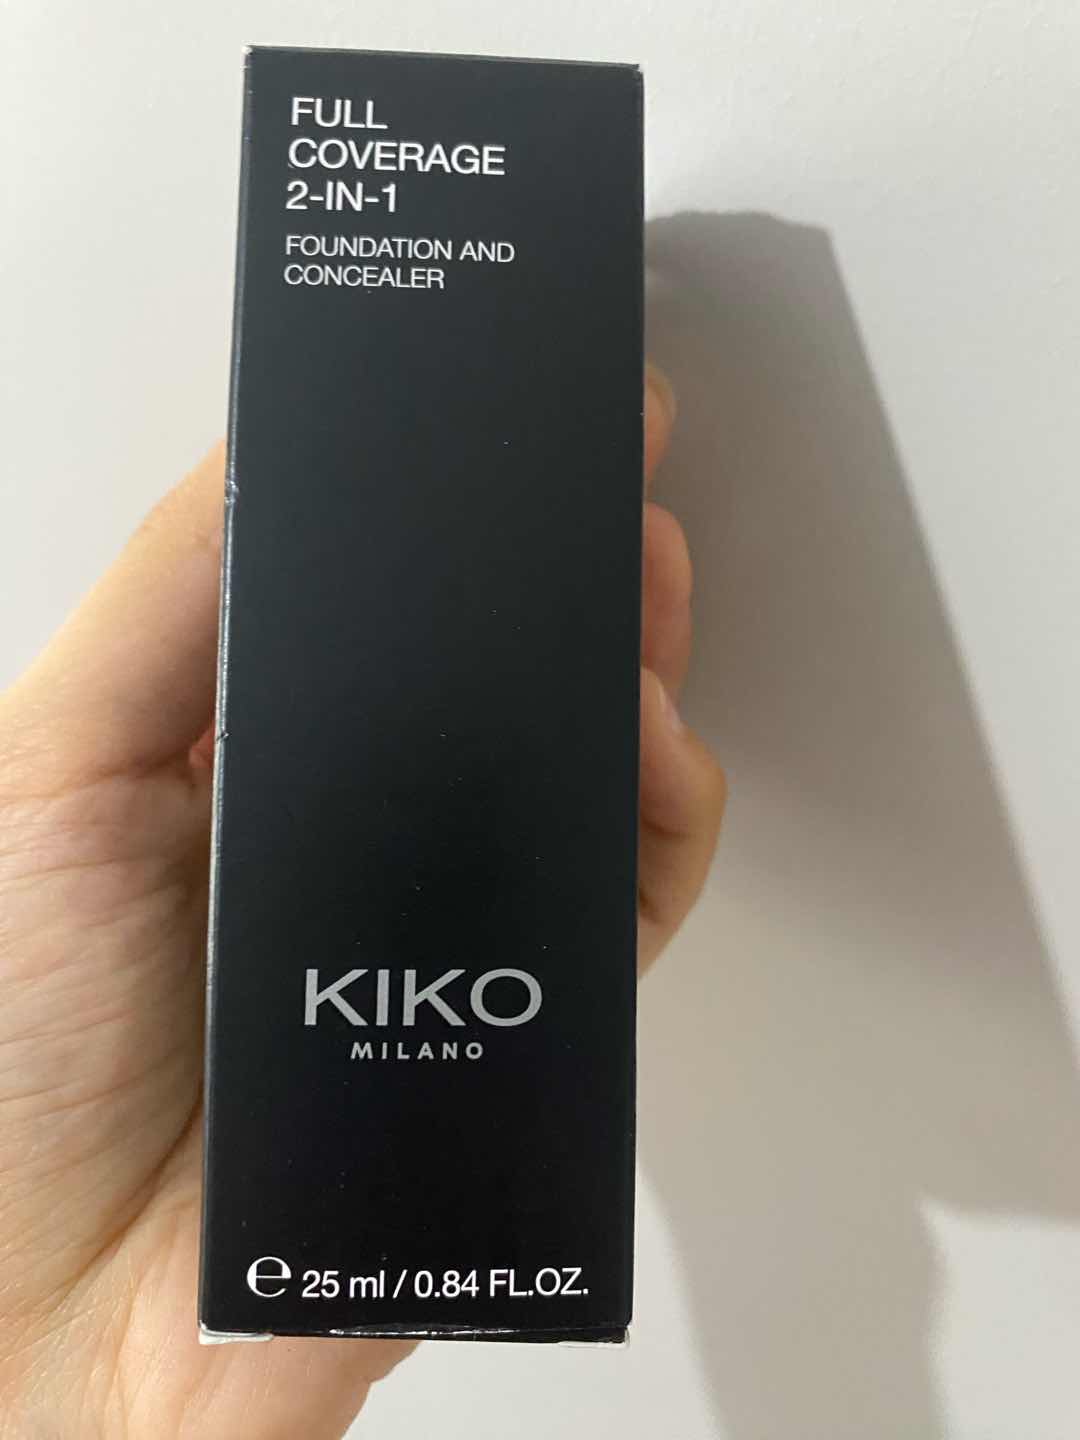 FULL
COVERAGE
2-IN-1
FOUNDATION AND
CONCEALER
KIKO
MILANO
℮ 25 ml / 0.84 FL.OZ.